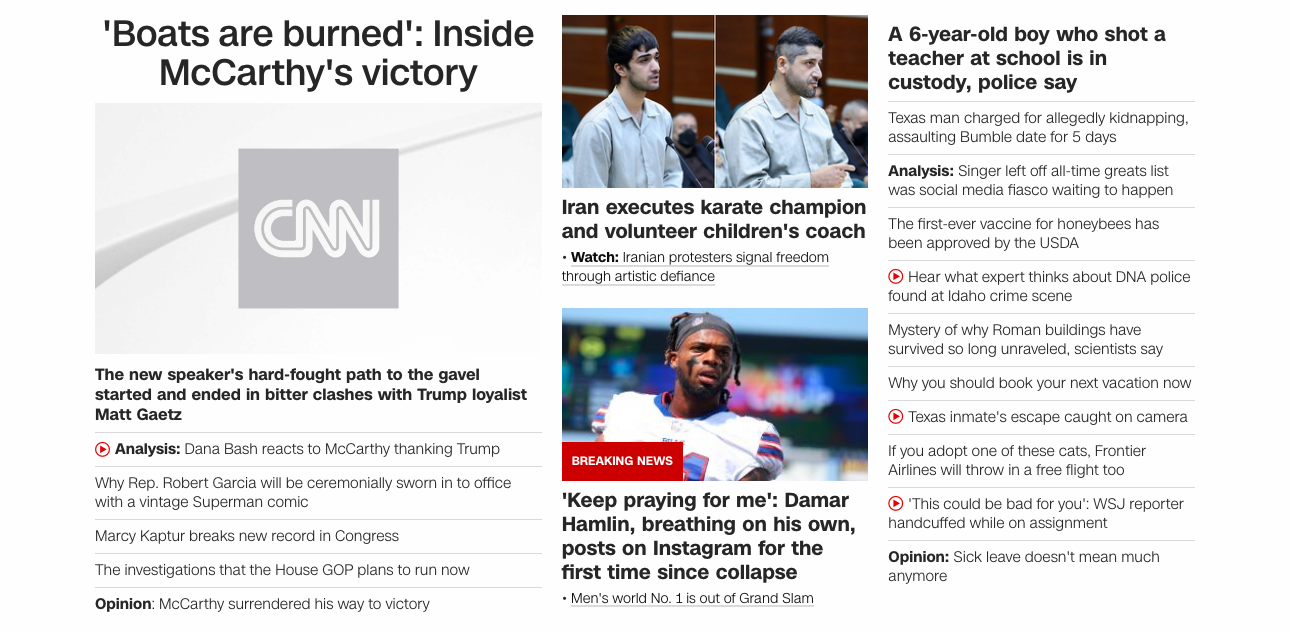 'Boats are burned': Inside
McCarthy's victory
CNN
The new speaker's hard-fought path to the gavel
started and ended in bitter clashes with Trump loyalist
Matt Gaetz
Analysis: Dana Bash reacts to McCarthy thanking Trump
Why Rep. Robert Garcia will be ceremonially sworn in to office
with a vintage Superman comic
Marcy Kaptur breaks new record in Congress
The investigations that the House GOP plans to run now
Opinion: McCarthy surrendered his way to victory
Iran executes karate champion
and volunteer children's coach
• Watch: Iranian protesters signal freedom
through artistic defiance
BREAKING NEWS
'Keep praying for me': Damar
Hamlin, breathing on his own,
posts on Instagram for the
first time since collapse
• Men's world No. 1 is out of Grand Slam
A 6-year-old boy who shot a
teacher at school is in
custody, police say
Texas man charged for allegedly kidnapping,
assaulting Bumble date for 5 days
Analysis: Singer left off all-time greats list
was social media fiasco waiting to happen
The first-ever vaccine for honeybees has
been approved by the USDA
Hear what expert thinks about DNA police
found at Idaho crime scene
Mystery of why Roman buildings have
survived so long unraveled, scientists say
Why you should book your next vacation now
Texas inmate's escape caught on camera
If you adopt one of these cats, Frontier
Airlines will throw in a free flight too
'This could be bad for you': WSJ reporter
handcuffed while on assignment
Opinion: Sick leave doesn't mean much
anymore